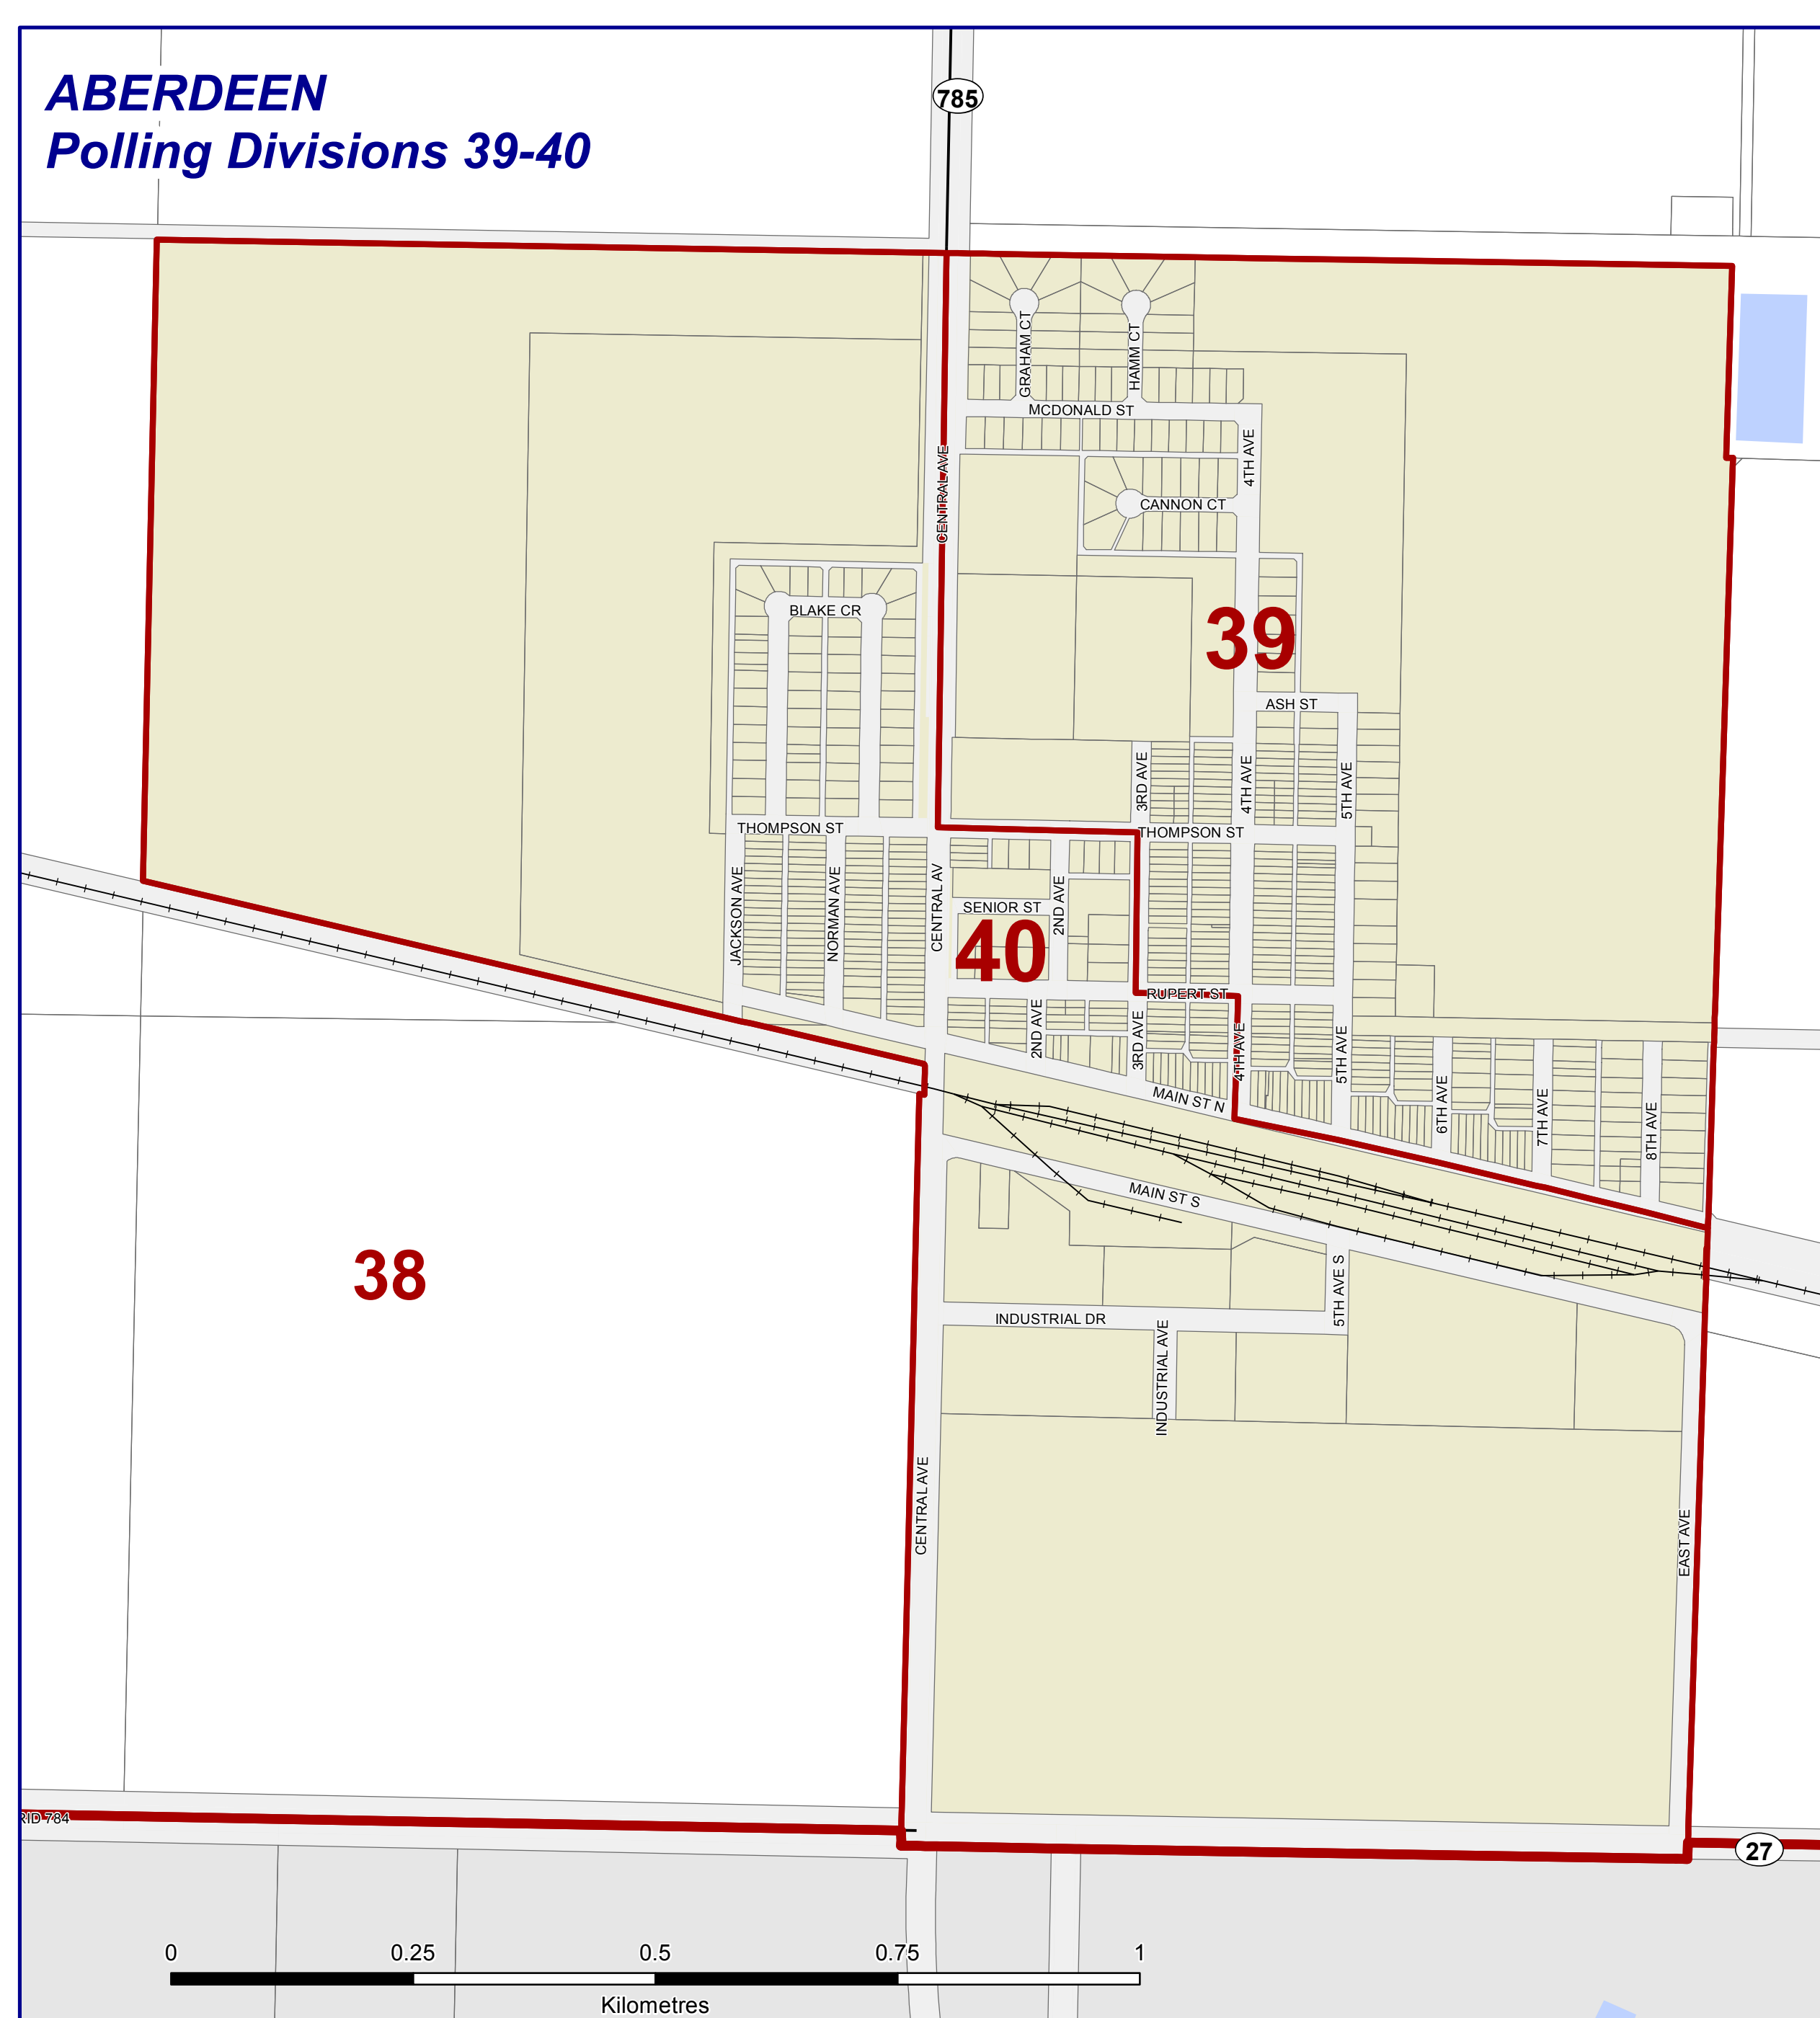 ABERDEEN
Polling Divisions 39-40
785
GRAHAM CT
HAMM CT
MCDONALD ST
4TH AVE
CENTRAL AVE
CANNON CT
BLAKE CR
39
ASH ST
3RD AVE
4TH AVE
5TH AVE
THOMPSON ST
THOMPSON ST
JACKSON AVE
NORMAN AVE
CENTRAL AV
SENIOR ST
2ND AVE
40
RUPERT ST
2ND AVE
3RD AVE
4TH AVE
5TH AVE
6TH AVE
7TH AVE
8TH AVE
MAIN ST N
MAIN ST S
38
5TH AVE S
INDUSTRIAL DR
INDUSTRIAL AVE
CENTRAL AVE
EAST AVE
RID 784
27
0 0.25 0.5 0.75 1
Kilometres